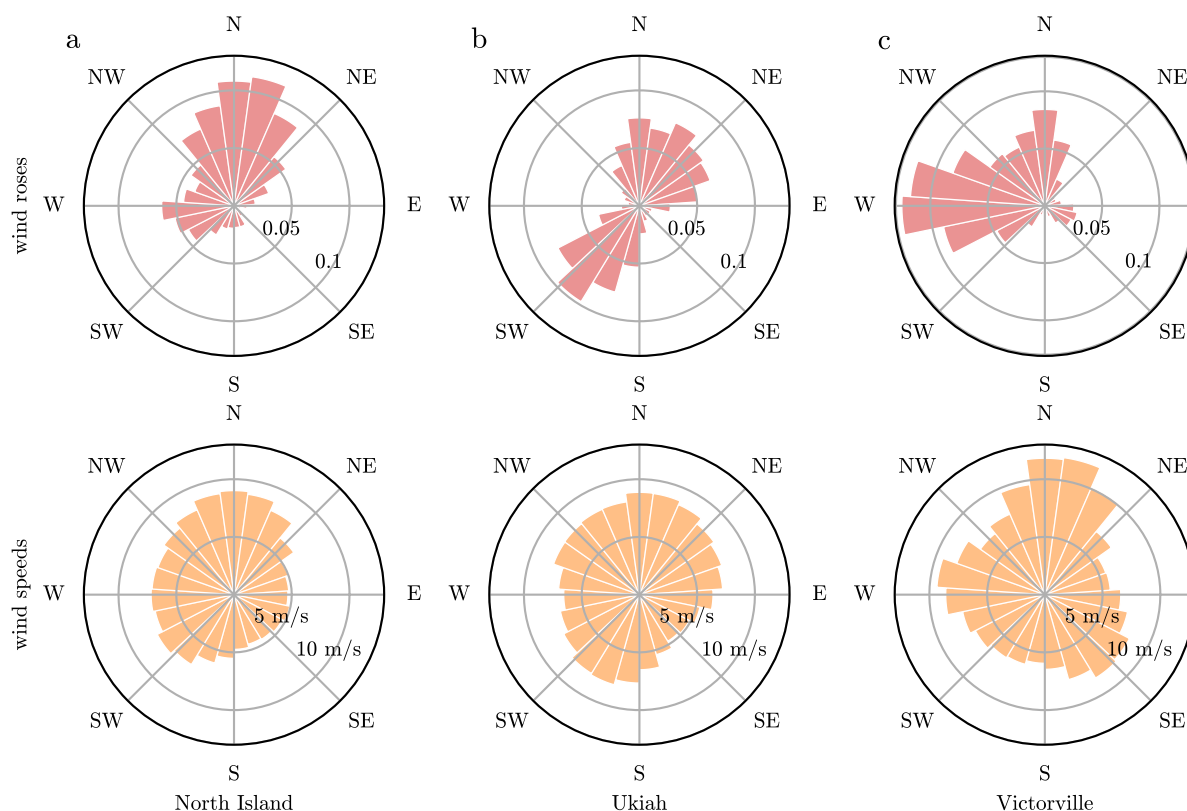 a
b
c
N
N
N
NW
NE
NW
NE
NW
NE
wind roses
W
E
W
E
W
E
0.05
0.05
0.05
0.1
0.1
0.1
SW
SE
SW
SE
SW
SE
S
S
S
N
N
N
NW
NE
NW
NE
NW
NE
wind speeds
W
E
W
E
W
E
5 m/s
5 m/s
5 m/s
10 m/s
10 m/s
10 m/s
SW
SE
SW
SE
SW
SE
S
S
S
North Island
Ukiah
Victorville